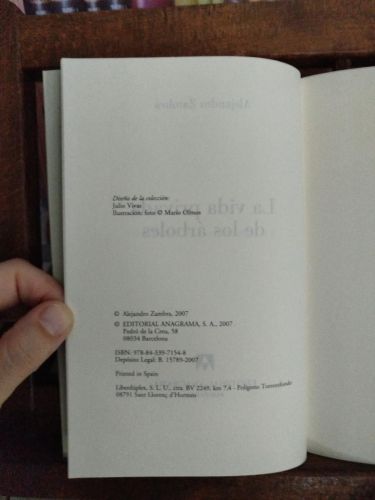 Diseño de la colección:
Julio Vivas
Ilustración: foto © Mario Olmos
© Alejandro Zambra, 2007
© EDITORIAL ANAGRAMA, S. A., 2007
Pedró de la Creu, 58
08034 Barcelona
ISBN: 978-84-339-7154-8
Depósito Legal: B. 15789-2007
Printed in Spain
Liberdúplex, S. L. U., ctra. BV 2249, km 7,4 - Polígono Torrentfondo
08791 Sant Llorenç d'Hortons